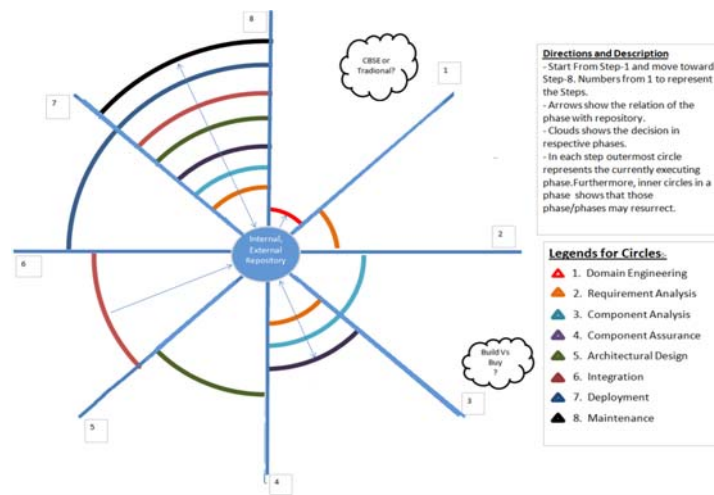 8
CBSE or
Tradional?
1
7
Internal,
External
Repository
2
6
Build Vs
Buy
?
3
5
4
Directions and Description
- Start From Step-1 and move toward
Step-8. Numbers from 1 to represent
the Steps.
- Arrows show the relation of the
phase with repository.
- Clouds shows the decision in
respective phases.
- In each step outermost circle
represents the currently executing
phase.Furthermore, inner circles in a
phase shows that those
phase/phases may resurrect.
Legends for Circles:-
1. Domain Engineering
2. Requirement Analysis
3. Component Analysis
4. Component Assurance
5. Architectural Design
6. Integration
7. Deployment
8. Maintenance